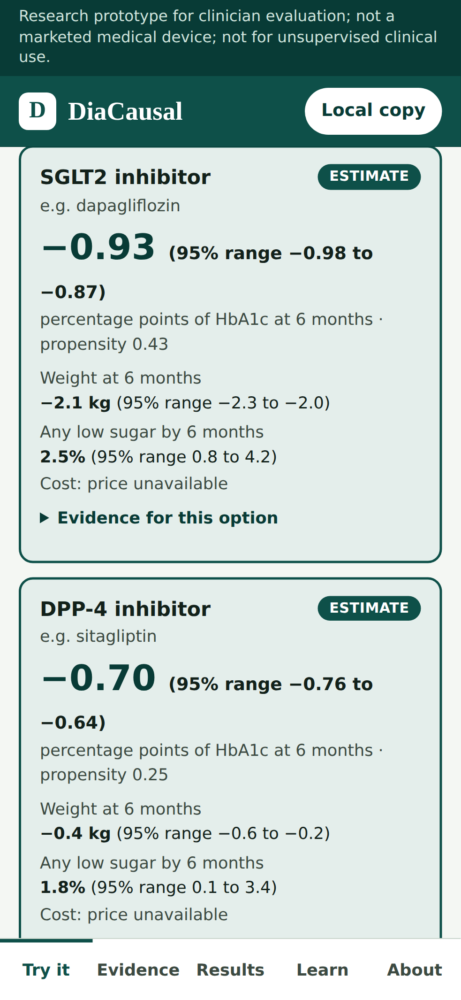 Research prototype for clinician evaluation; not a
marketed medical device; not for unsupervised clinical
use.
D DiaCausal
Local copy
SGLT2 inhibitor
ESTIMATE
e.g. dapagliflozin
−0.93 (95% range −0.98 to
−0.87)
percentage points of HbA1c at 6 months ·
propensity 0.43
Weight at 6 months
−2.1 kg (95% range −2.3 to −2.0)
Any low sugar by 6 months
2.5% (95% range 0.8 to 4.2)
Cost: price unavailable
▶ Evidence for this option
DPP-4 inhibitor
ESTIMATE
e.g. sitagliptin
−0.70 (95% range −0.76 to
−0.64)
percentage points of HbA1c at 6 months ·
propensity 0.25
Weight at 6 months
−0.4 kg (95% range −0.6 to −0.2)
Any low sugar by 6 months
1.8% (95% range 0.1 to 3.4)
Cost: price unavailable
Try it Evidence Results Learn About